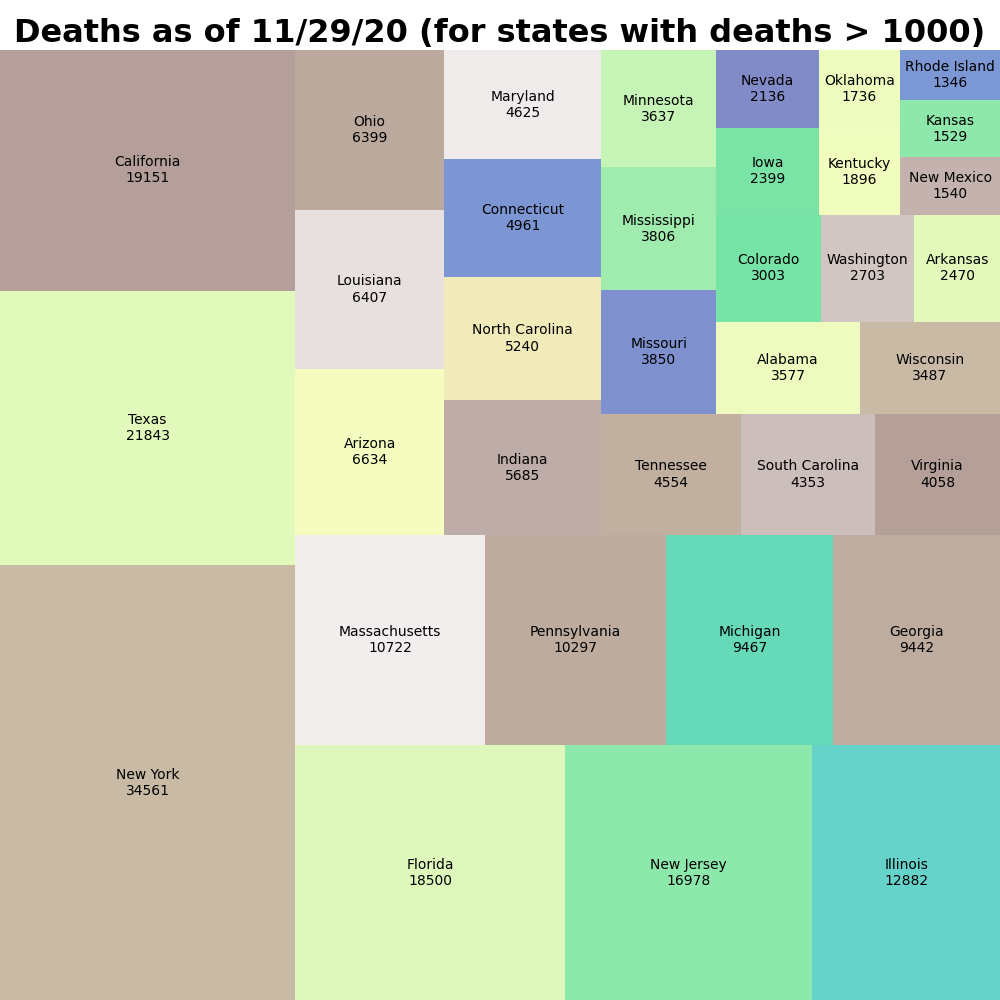 Deaths as of 11/29/20 (for states with deaths > 1000)
California
19151
Texas
21843
New York
34561
Ohio
6399
Louisiana
6407
Arizona
6634
Maryland
4625
Connecticut
4961
North Carolina
5240
Indiana
5685
Minnesota
3637
Mississippi
3806
Missouri
3850
Nevada
2136
Iowa
2399
Oklahoma
1736
Kentucky
1896
Rhode Island
1346
Kansas
1529
New Mexico
1540
Colorado
3003
Washington
2703
Arkansas
2470
Alabama
3577
Wisconsin
3487
Tennessee
4554
South Carolina
4353
Virginia
4058
Massachusetts
10722
Pennsylvania
10297
Michigan
9467
Georgia
9442
Florida
18500
New Jersey
16978
Illinois
12882